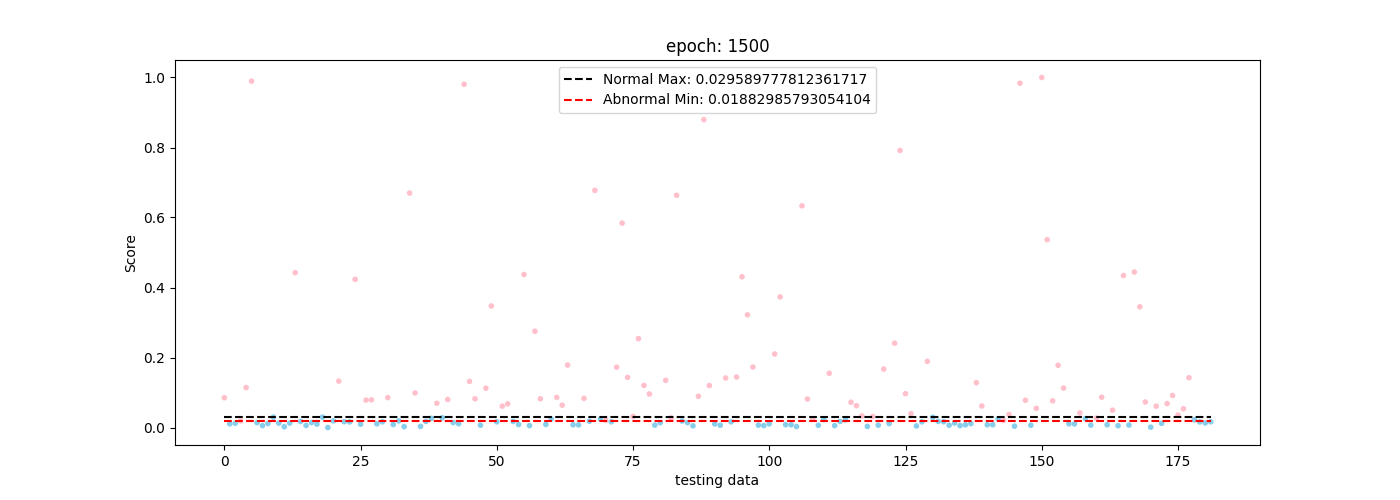 epoch: 1500
Normal Max: 0.029589777812361717
Abnormal Min: 0.01882985793054104
Score
1.0
0.8
0.6
0.4
0.2
0.0
0 25 50 75 100 125 150 175
testing data